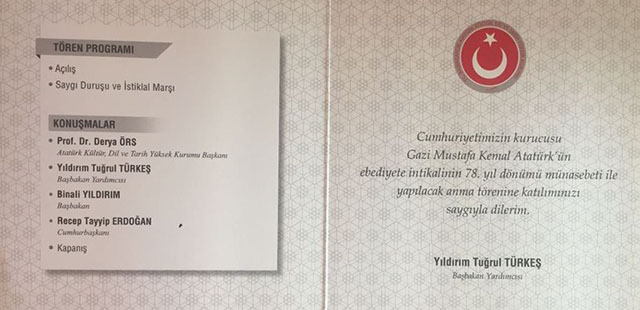 TÖREN PROGRAMI
• Açılış
• Saygı Duruşu ve İstiklal Marşı
KONUŞMALAR
• Prof. Dr. Derya ÖRS
Atatürk Kültür, Dil ve Tarih Yüksek Kurumu Başkanı
• Yıldırım Tuğrul TÜRKEŞ
Başbakan Yardımcısı
• Binali YILDIRIM
Başbakan
• Recep Tayyip ERDOĞAN
Cumhurbaşkanı
• Kapanış
Cumhuriyetimizin kurucusu
Gazi Mustafa Kemal Atatürk'ün
ebediyete intikalinin 78. yıl dönümü münasebeti ile
yapılacak anma törenine katılımınızı
saygıyla dilerim.
Yıldırım Tuğrul TÜRKEŞ
Başbakan Yardımcısı